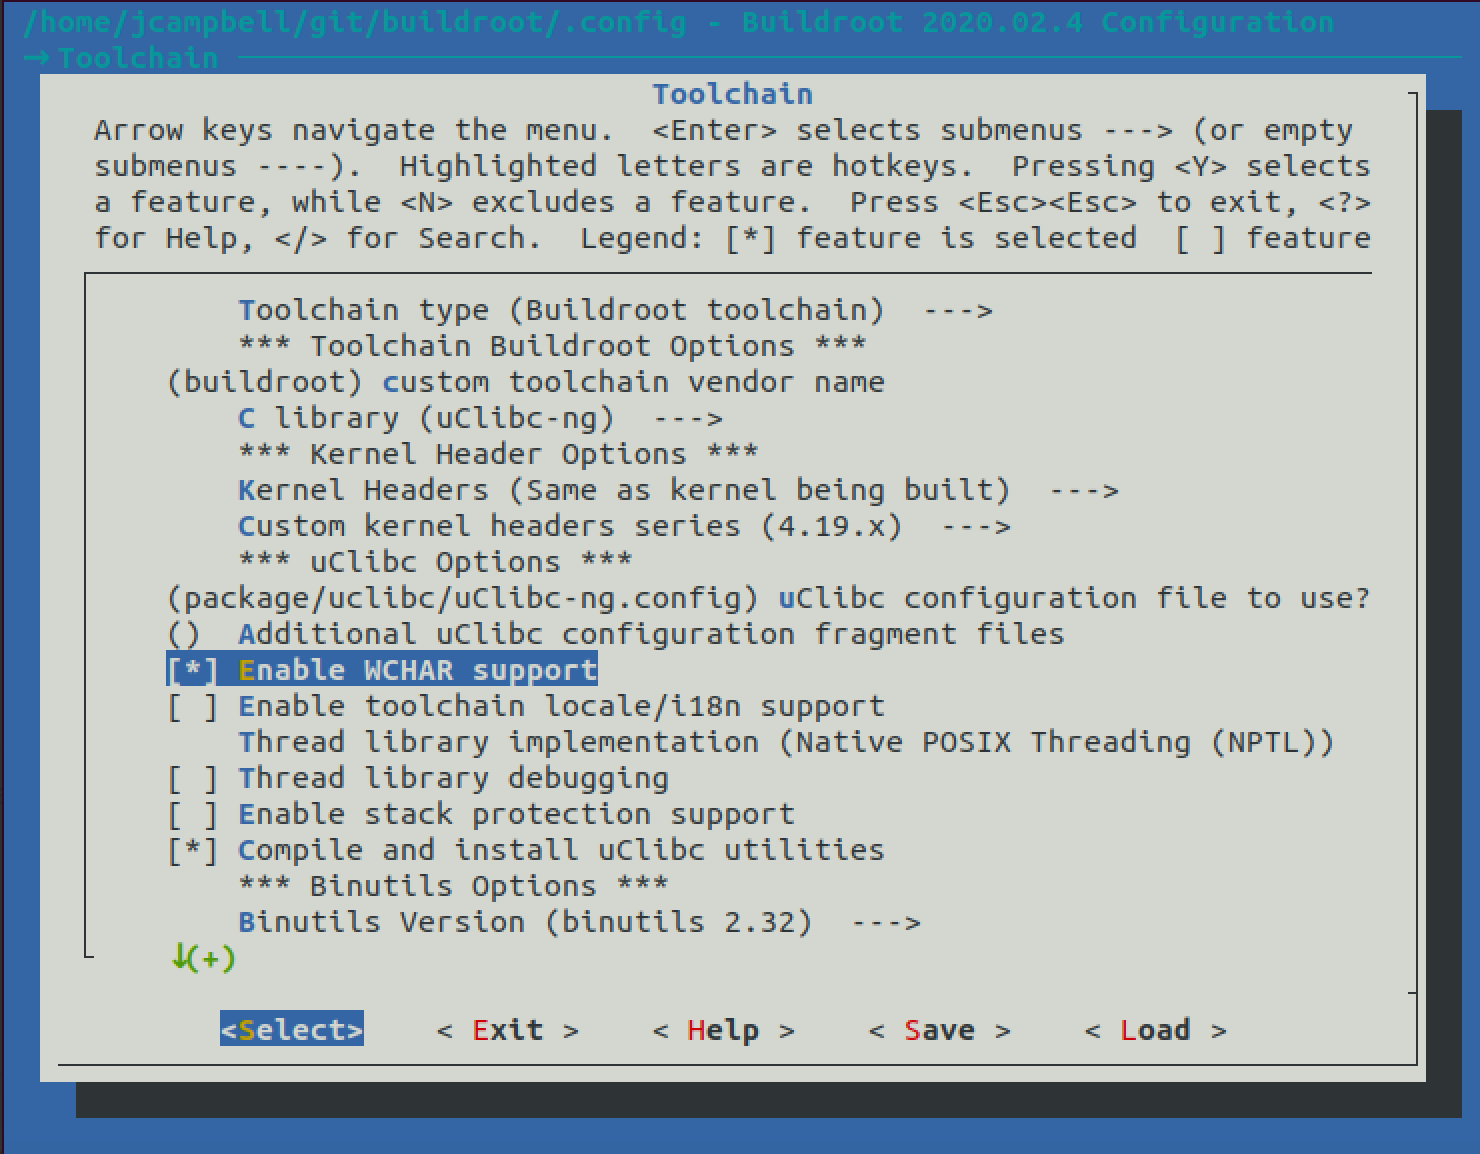 /home/jcampbell/git/buildroot/.config - Buildroot 2020.02.4 Configuration
→ Toolchain
Toolchain
Arrow keys navigate the menu.  <Enter> selects submenus ---> (or empty
submenus ----).  Highlighted letters are hotkeys.  Pressing <Y> selects
a feature, while <N> excludes a feature.  Press <Esc><Esc> to exit, <?>
for Help, </> for Search.  Legend: [*] feature is selected  [ ] feature
Toolchain type (Buildroot toolchain)  --->
*** Toolchain Buildroot Options ***
(buildroot) custom toolchain vendor name
C library (uClibc-ng)  --->
*** Kernel Header Options ***
Kernel Headers (Same as kernel being built)  --->
Custom kernel headers series (4.19.x)  --->
*** uClibc Options ***
(package/uclibc/uClibc-ng.config) uClibc configuration file to use?
()  Additional uClibc configuration fragment files
[*] Enable WCHAR support
[ ] Enable toolchain locale/i18n support
Thread library implementation (Native POSIX Threading (NPTL))
[ ] Thread library debugging
[ ] Enable stack protection support
[*] Compile and install uClibc utilities
*** Binutils Options ***
Binutils Version (binutils 2.32)  --->
↓(+)
<Select>    < Exit >    < Help >    < Save >    < Load >